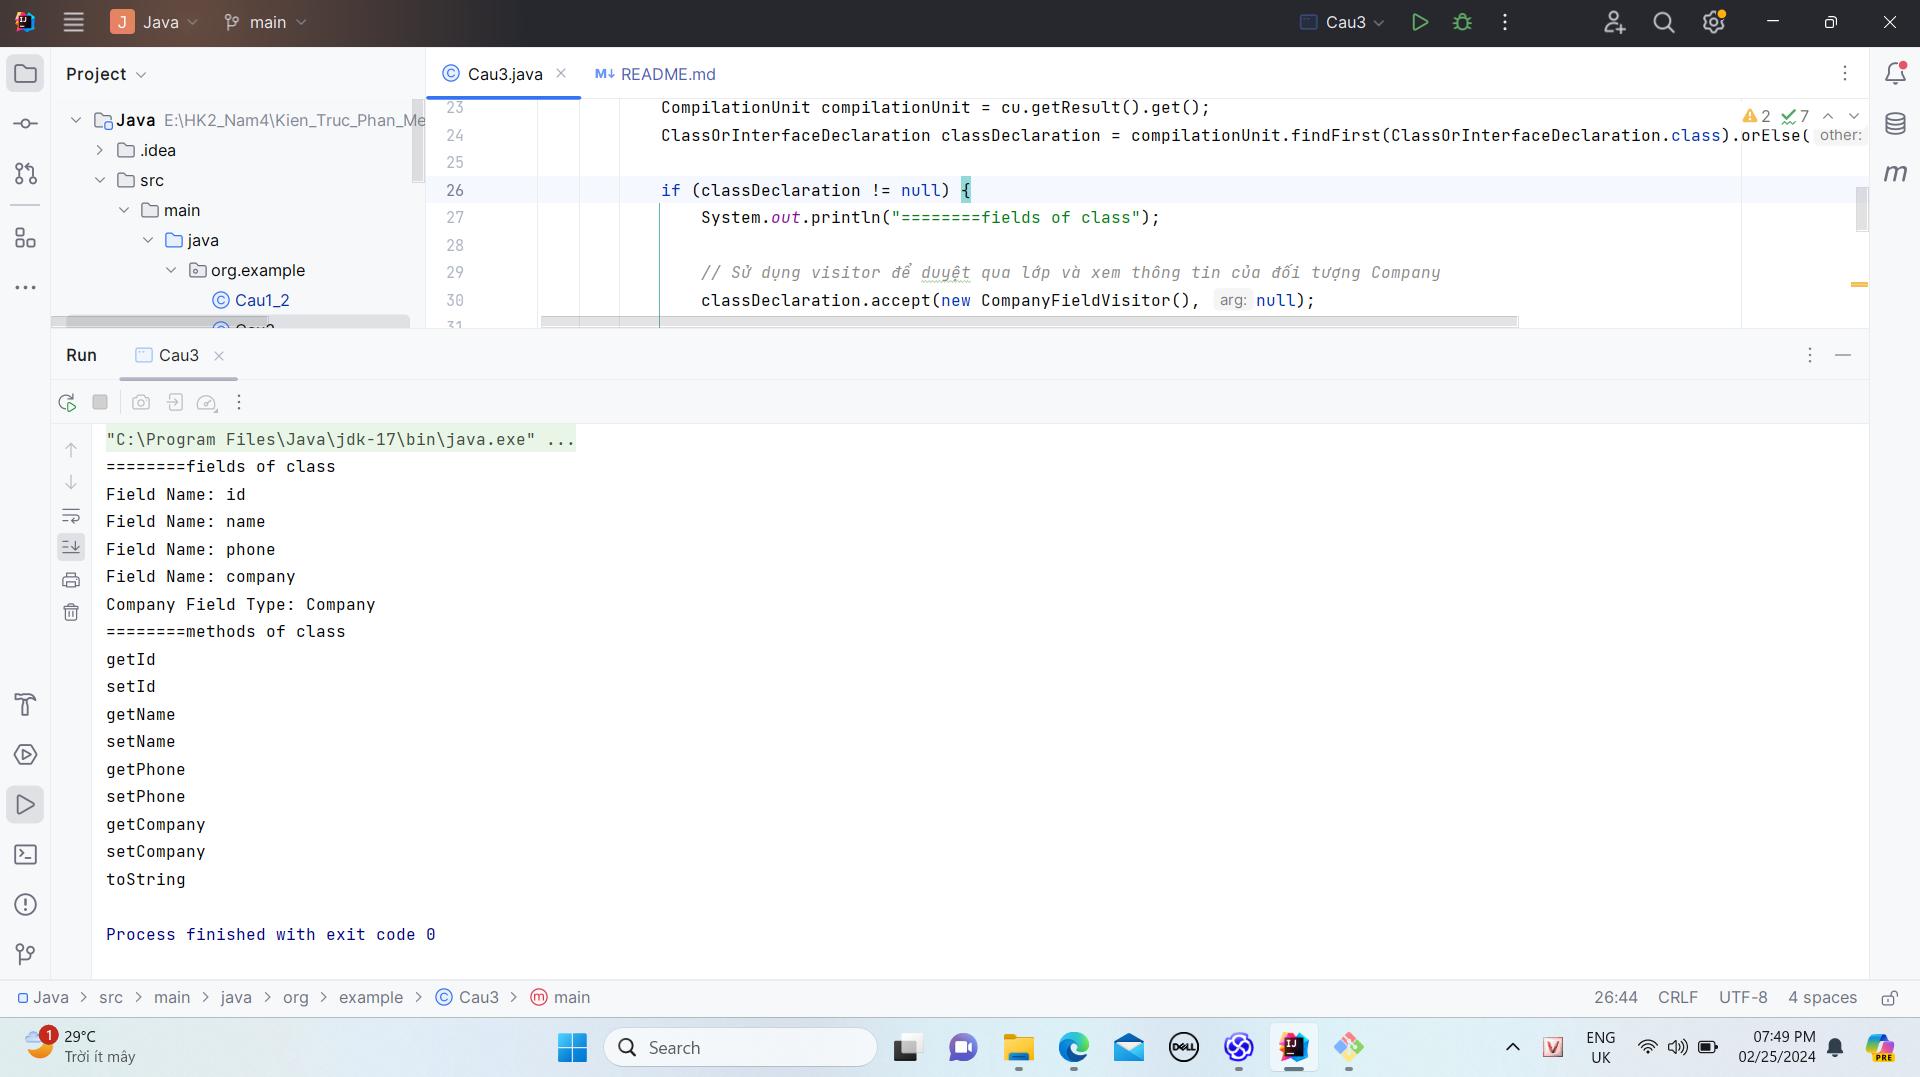 J Java main Cau3
Project
Cau3.java
README.md
Java E:\HK2_Nam4\Kien_Truc_Phan_Me
.idea
src
main
java
org.example
Cau1_2
23 CompilationUnit compilationUnit = cu.getResult().get();
24 ClassOrInterfaceDeclaration classDeclaration = compilationUnit.findFirst(ClassOrInterfaceDeclaration.class).orElse( other:
25
26 if (classDeclaration != null) {
27 System.out.println("========fields of class");
28
29 // Sử dụng visitor để duyệt qua lớp và xem thông tin của đối tượng Company
30 classDeclaration.accept(new CompanyFieldVisitor(), arg: null);
31
2 7
Run Cau3
"C:\Program Files\Java\jdk-17\bin\java.exe" ...
========fields of class
Field Name: id
Field Name: name
Field Name: phone
Field Name: company
Company Field Type: Company
========methods of class
getId
setId
getName
setName
getPhone
setPhone
getCompany
setCompany
toString
Process finished with exit code 0
Java > src > main > java > org > example > Cau3 > main
26:44 CRLF UTF-8 4 spaces
1
29°C
Trời ít mây
Search
DELL
IJ
V
ENG
UK
07:49 PM
02/25/2024
PRE